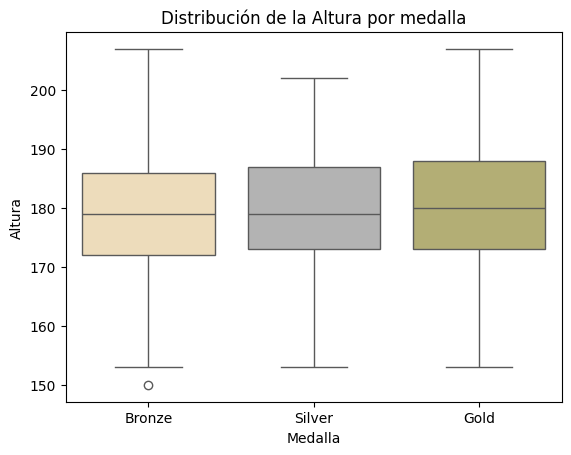 Distribución de la Altura por medalla
Altura
200
190
180
170
160
150
Bronze Silver Gold
Medalla